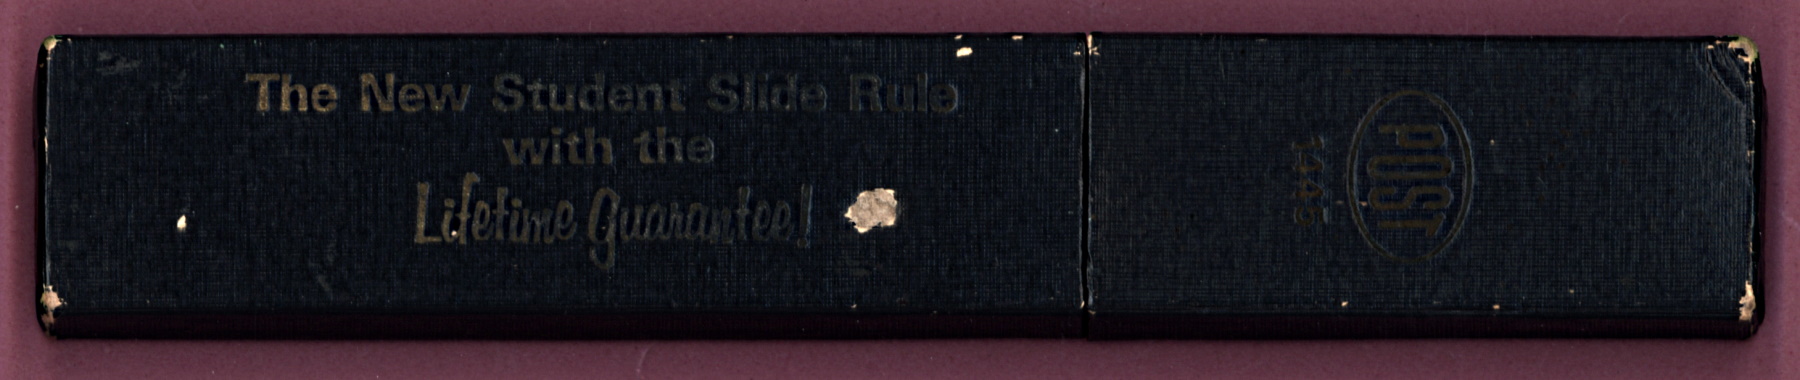 The New Student Slide Rule
with the
Lifetime Guarantee!
POST
1445